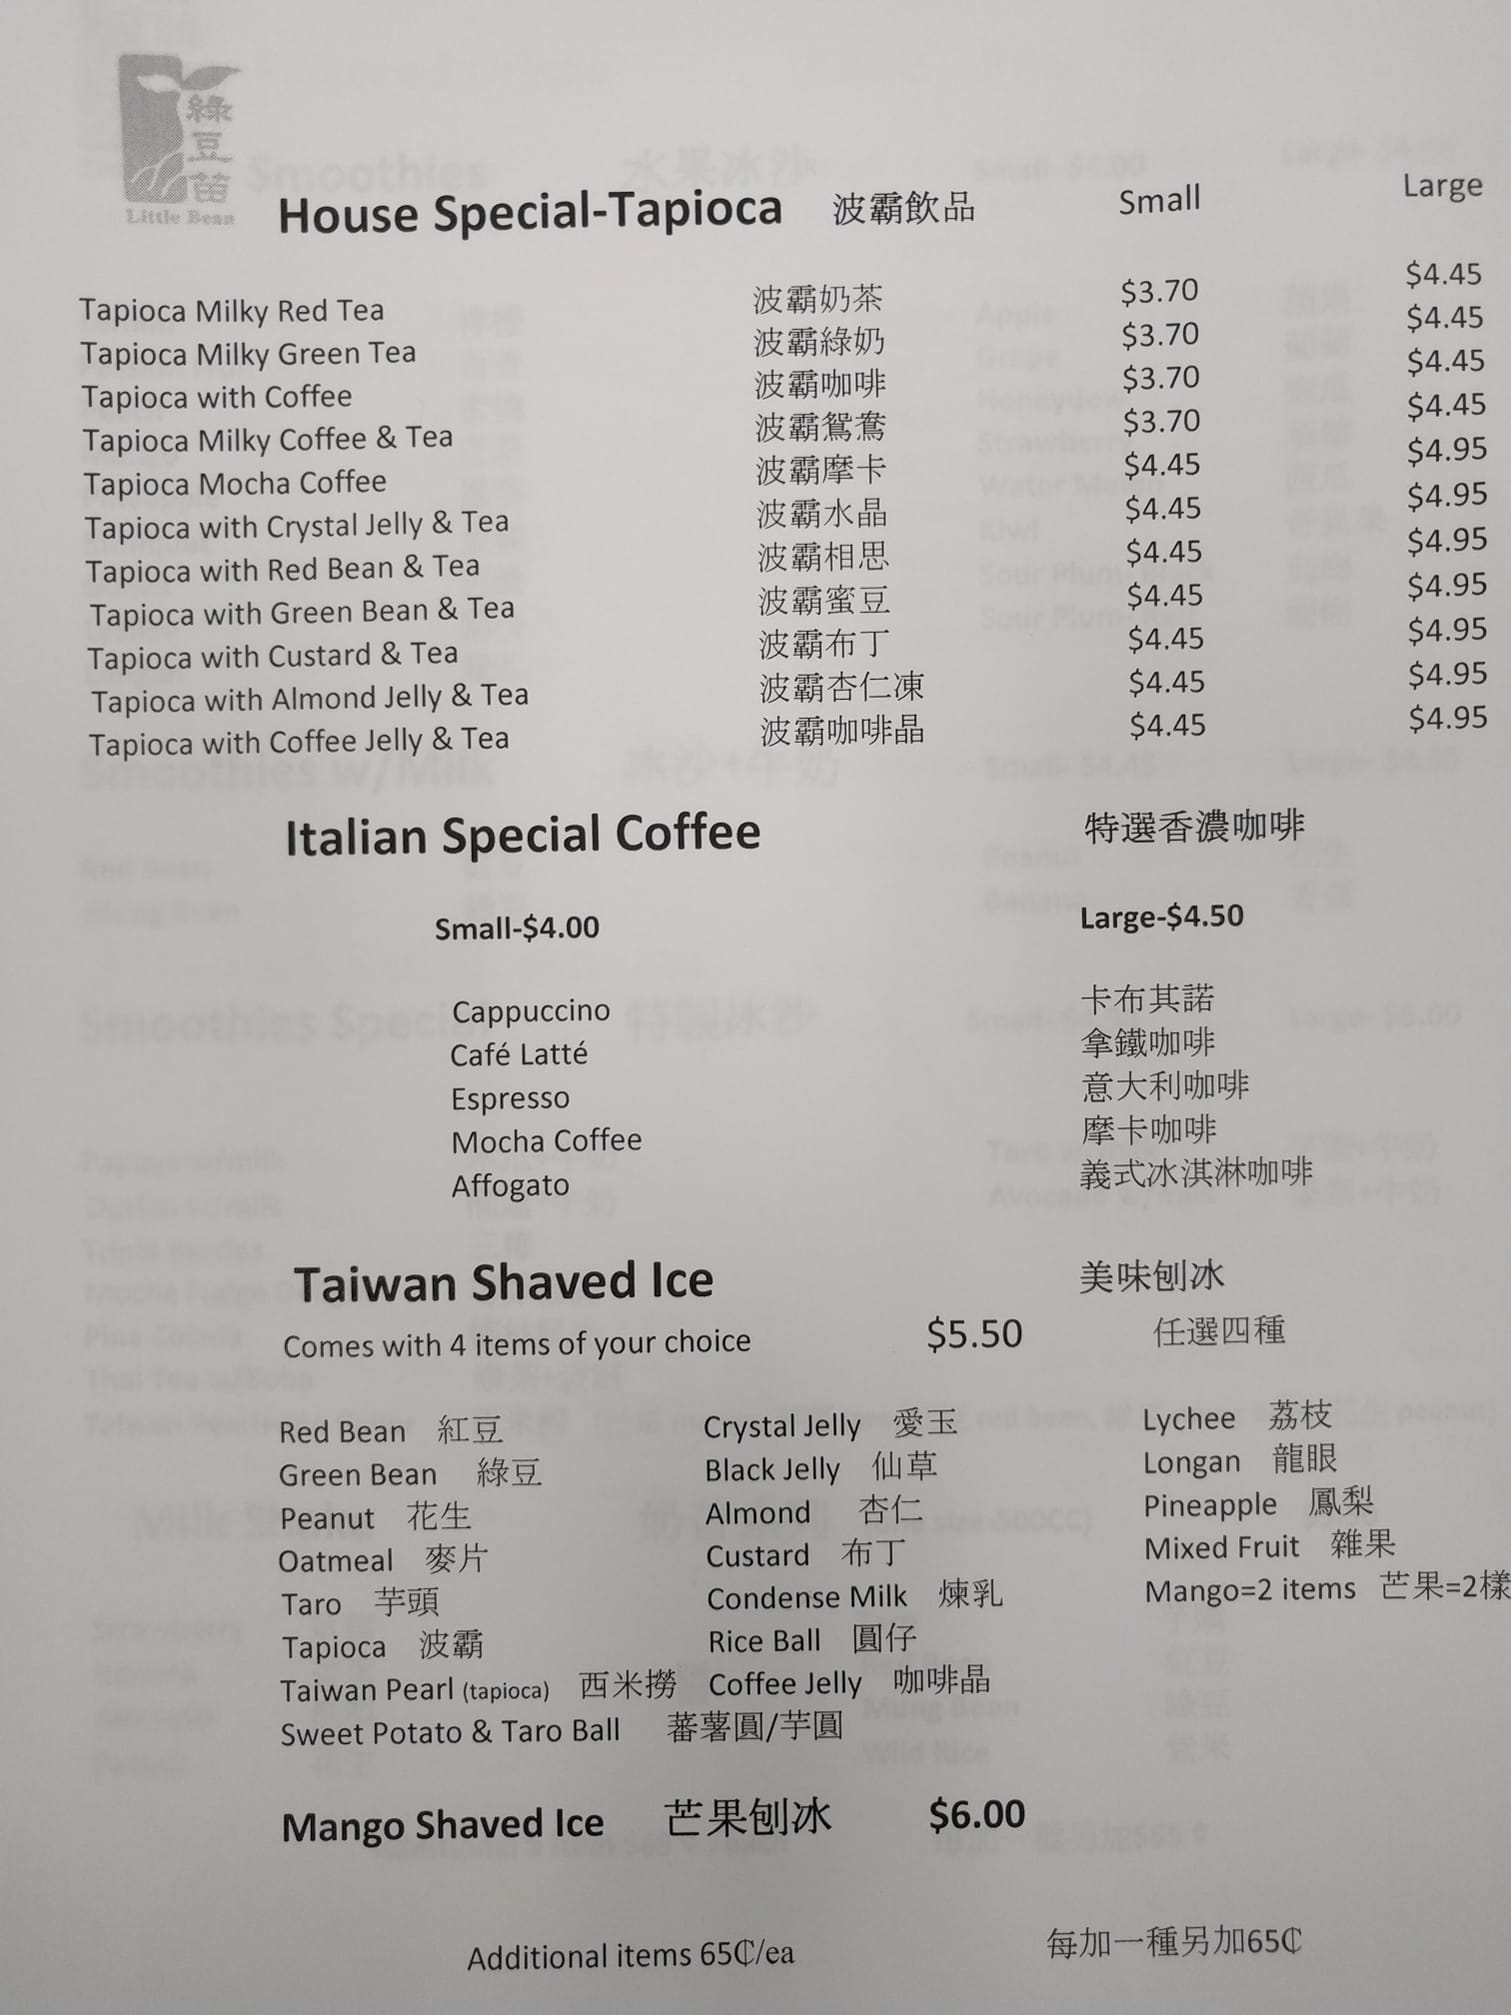 綠豆苗
Little Bean
House Special-Tapioca 波霸飲品 Small Large
Tapioca Milky Red Tea 波霸奶茶 $3.70 $4.45
Tapioca Milky Green Tea 波霸綠奶 $3.70 $4.45
Tapioca with Coffee 波霸咖啡 $3.70 $4.45
Tapioca Milky Coffee & Tea 波霸鴛鴦 $3.70 $4.45
Tapioca Mocha Coffee 波霸摩卡 $4.45 $4.95
Tapioca with Crystal Jelly & Tea 波霸水晶 $4.45 $4.95
Tapioca with Red Bean & Tea 波霸相思 $4.45 $4.95
Tapioca with Green Bean & Tea 波霸蜜豆 $4.45 $4.95
Tapioca with Custard & Tea 波霸布丁 $4.45 $4.95
Tapioca with Almond Jelly & Tea 波霸杏仁凍 $4.45 $4.95
Tapioca with Coffee Jelly & Tea 波霸咖啡晶 $4.45 $4.95
Italian Special Coffee 特選香濃咖啡
Small-$4.00 Large-$4.50
Cappuccino 卡布其諾
Café Latté 拿鐵咖啡
Espresso 意大利咖啡
Mocha Coffee 摩卡咖啡
Affogato 義式冰淇淋咖啡
Taiwan Shaved Ice 美味刨冰
Comes with 4 items of your choice $5.50 任選四種
Red Bean 紅豆 Crystal Jelly 愛玉 Lychee 荔枝
Green Bean 綠豆 Black Jelly 仙草 Longan 龍眼
Peanut 花生 Almond 杏仁 Pineapple 鳳梨
Oatmeal 麥片 Custard 布丁 Mixed Fruit 雜果
Taro 芋頭 Condense Milk 煉乳 Mango=2 items 芒果=2樣
Tapioca 波霸 Rice Ball 圓仔
Taiwan Pearl (tapioca) 西米撈 Coffee Jelly 咖啡晶
Sweet Potato & Taro Ball 蕃薯圓/芋圓
Mango Shaved Ice 芒果刨冰 $6.00
Additional items 65₵/ea 每加一種另加65₵